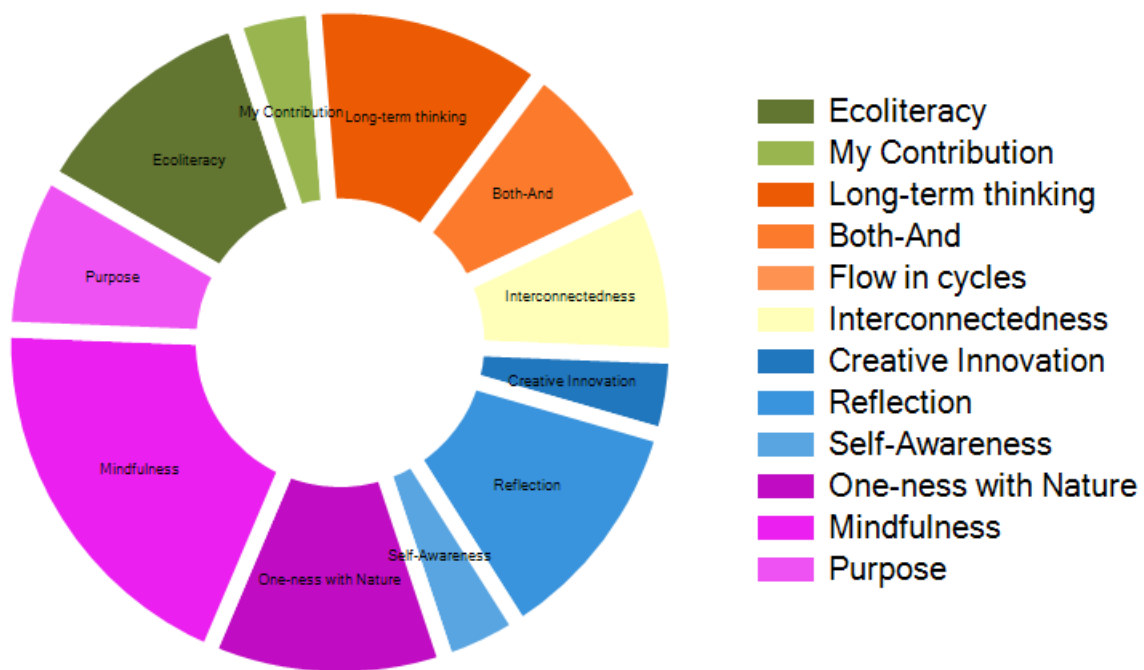 My Contribution
Long-term thinking
Ecoliteracy
Both-And
Purpose
Interconnectedness
Creative Innovation
Mindfulness
Reflection
Self-Awareness
One-ness with Nature
Ecoliteracy
My Contribution
Long-term thinking
Both-And
Flow in cycles
Interconnectedness
Creative Innovation
Reflection
Self-Awareness
One-ness with Nature
Mindfulness
Purpose